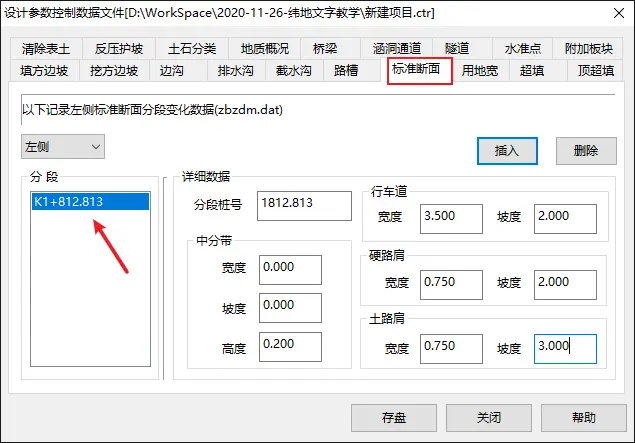 设计参数控制数据文件[D:\WorkSpace\2020-11-26-纬地文字教学\新建项目.ctr]
清除表土 反压护坡 土石分类 地质概况 桥梁 涵洞通道 隧道 水准点 附加板块
填方边坡 挖方边坡 边沟 排水沟 截水沟 路槽 标准断面 用地宽 超填 顶超填
以下记录左侧标准断面分段变化数据(zbzdm.dat)
左侧 插入 删除
分 段
K1+812.813
详细数据
分段桩号 1812.813
中分带
宽度 0.000
坡度 0.000
高度 0.200
行车道
宽度 3.500 坡度 2.000
硬路肩
宽度 0.750 坡度 2.000
土路肩
宽度 0.750 坡度 3.000
存盘 关闭 帮助